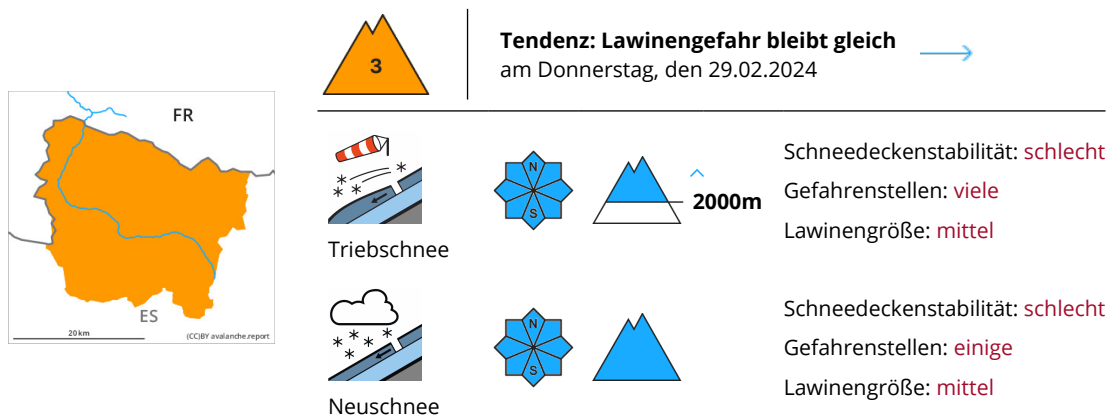 3
Tendenz: Lawinengefahr bleibt gleich
am Donnerstag, den 29.02.2024
FR
ES
20 km
(CC)BY avalanche.report
N
S
2000m
Triebschnee
Schneedeckenstabilität: schlecht
Gefahrenstellen: viele
Lawinengröße: mittel
N
S
Neuschnee
Schneedeckenstabilität: schlecht
Gefahrenstellen: einige
Lawinengröße: mittel